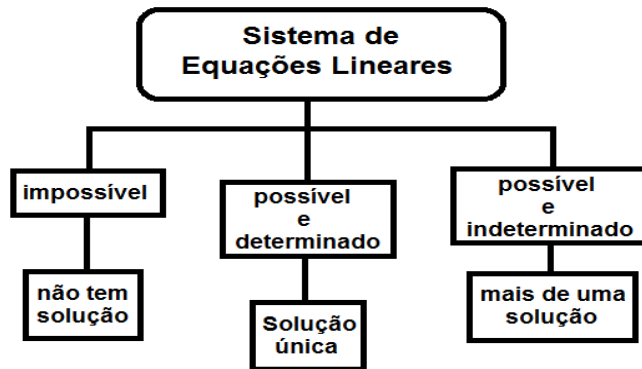 Sistema de
Equações Lineares
impossível
possível
e
determinado
possível
e
indeterminado
não tem
solução
Solução
única
mais de uma
solução